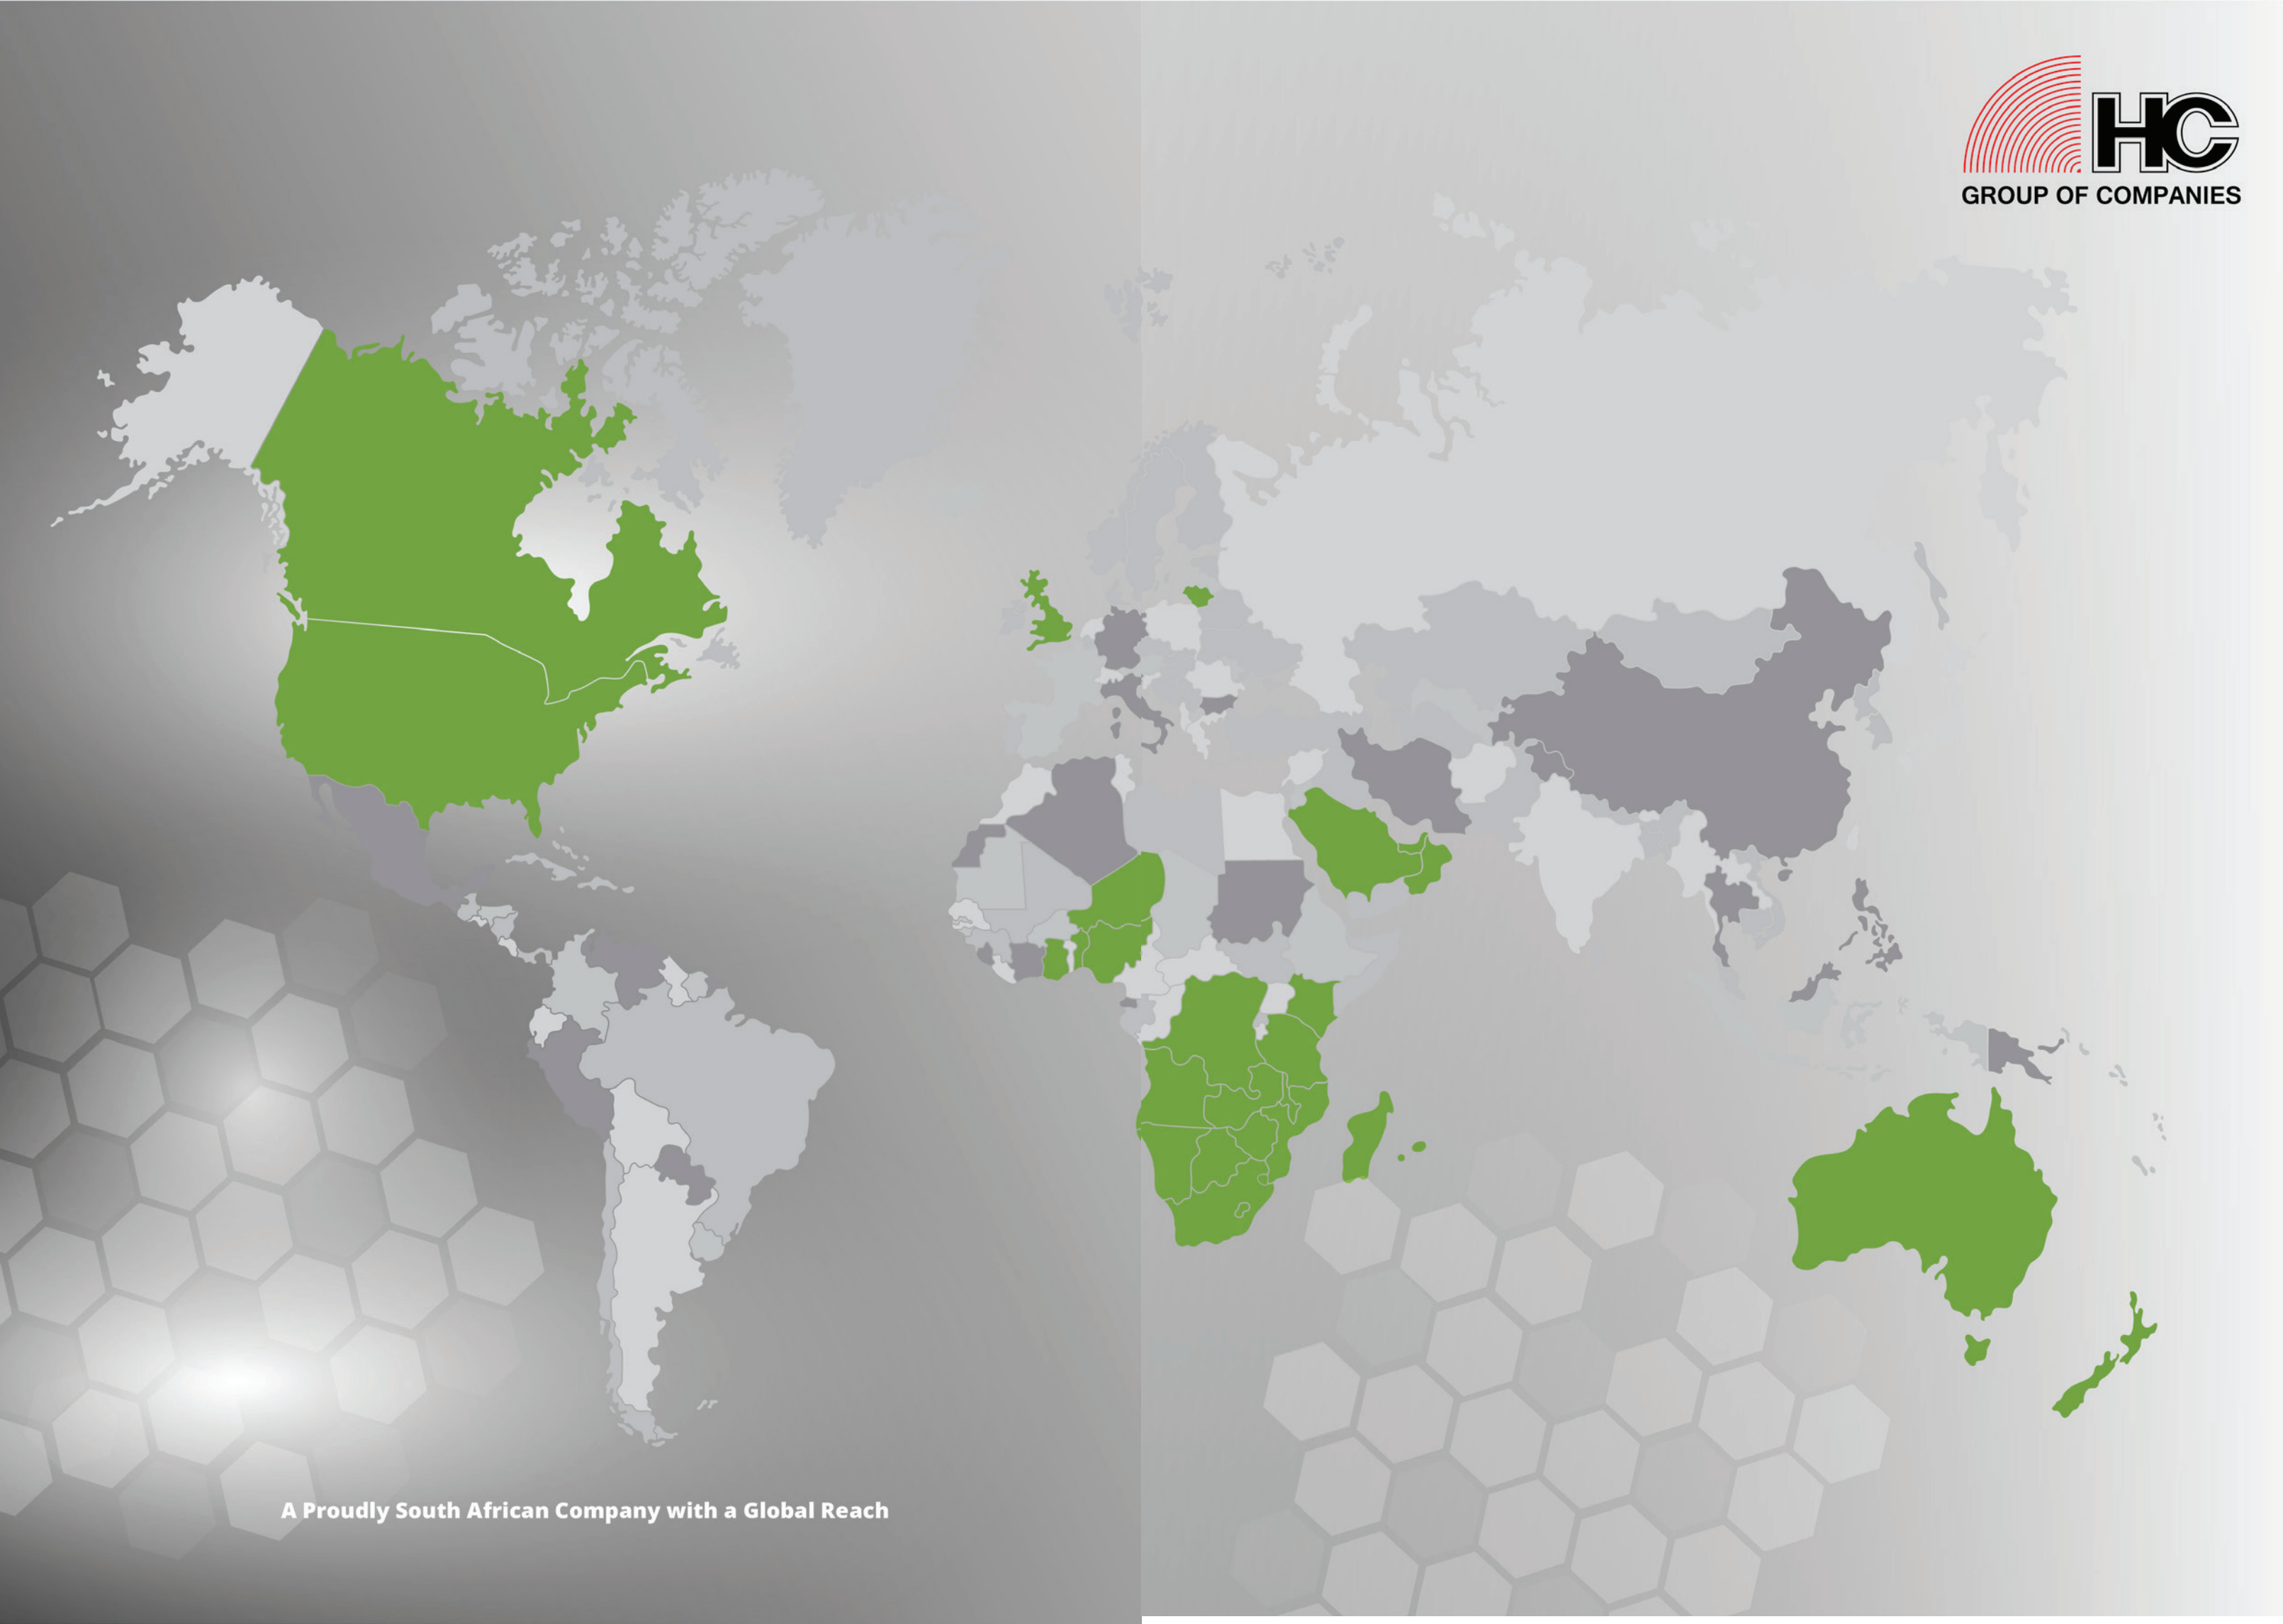 HC
GROUP OF COMPANIES
A Proudly South African Company with a Global Reach